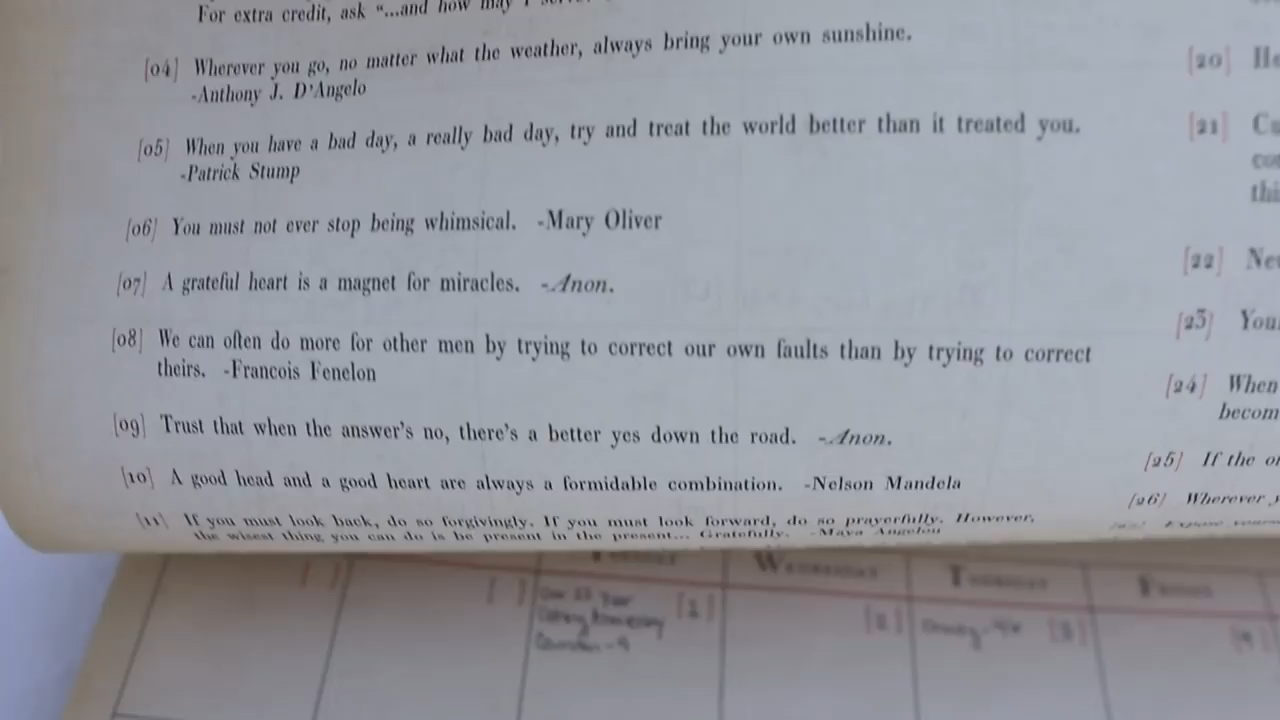 For extra credit, ask “...and how may I
[04] Wherever you go, no matter what the weather, always bring your own sunshine.
-Anthony J. D'Angelo
[05] When you have a bad day, a really bad day, try and treat the world better than it treated you.
-Patrick Stump
[06] You must not ever stop being whimsical. -Mary Oliver
[07] A grateful heart is a magnet for miracles. -Anon.
[08] We can often do more for other men by trying to correct our own faults than by trying to correct
theirs. -Francois Fenelon
[09] Trust that when the answer's no, there's a better yes down the road. -Anon.
[10] A good head and a good heart are always a formidable combination. -Nelson Mandela
[11] If you must look back, do so forgivingly. If you must look forward, do so prayerfully. However,
the wisest thing you can do is be present in the present... Gratefully. -Maya Angelou
[20]
[21]
[22]
[23]
[24] When
[25] If the
[26] Wherever
Wednesday
Thursday
[1]
[2]
[3]